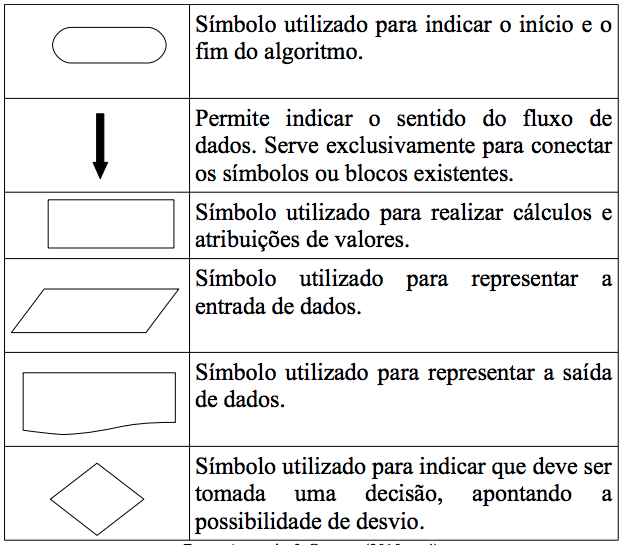 Símbolo utilizado para indicar o início e o
fim do algoritmo.
Permite indicar o sentido do fluxo de
dados. Serve exclusivamente para conectar
os símbolos ou blocos existentes.
Símbolo utilizado para realizar cálculos e
atribuições de valores.
Símbolo utilizado para representar a
entrada de dados.
Símbolo utilizado para representar a saída
de dados.
Símbolo utilizado para indicar que deve ser
tomada uma decisão, apontando a
possibilidade de desvio.